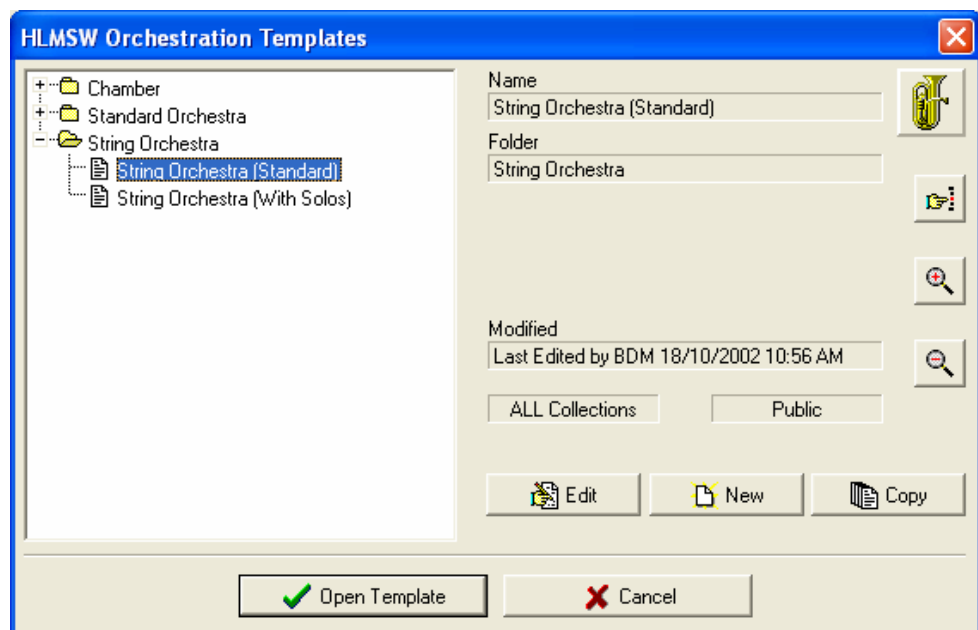 HLMSW Orchestration Templates
Chamber
Standard Orchestra
String Orchestra
String Orchestra (Standard)
String Orchestra (With Solos)
Name
String Orchestra (Standard)
Folder
String Orchestra
Modified
Last Edited by BDM 18/10/2002 10:56 AM
ALL Collections
Public
Edit
New
Copy
Open Template
Cancel